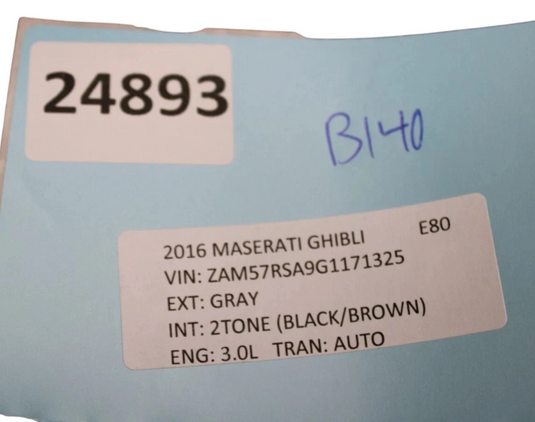 24893
B140
2016 MASERATI GHIBLI E80
VIN: ZAM57RSA9G1171325
EXT: GRAY
INT: 2TONE (BLACK/BROWN)
ENG: 3.0L TRAN: AUTO